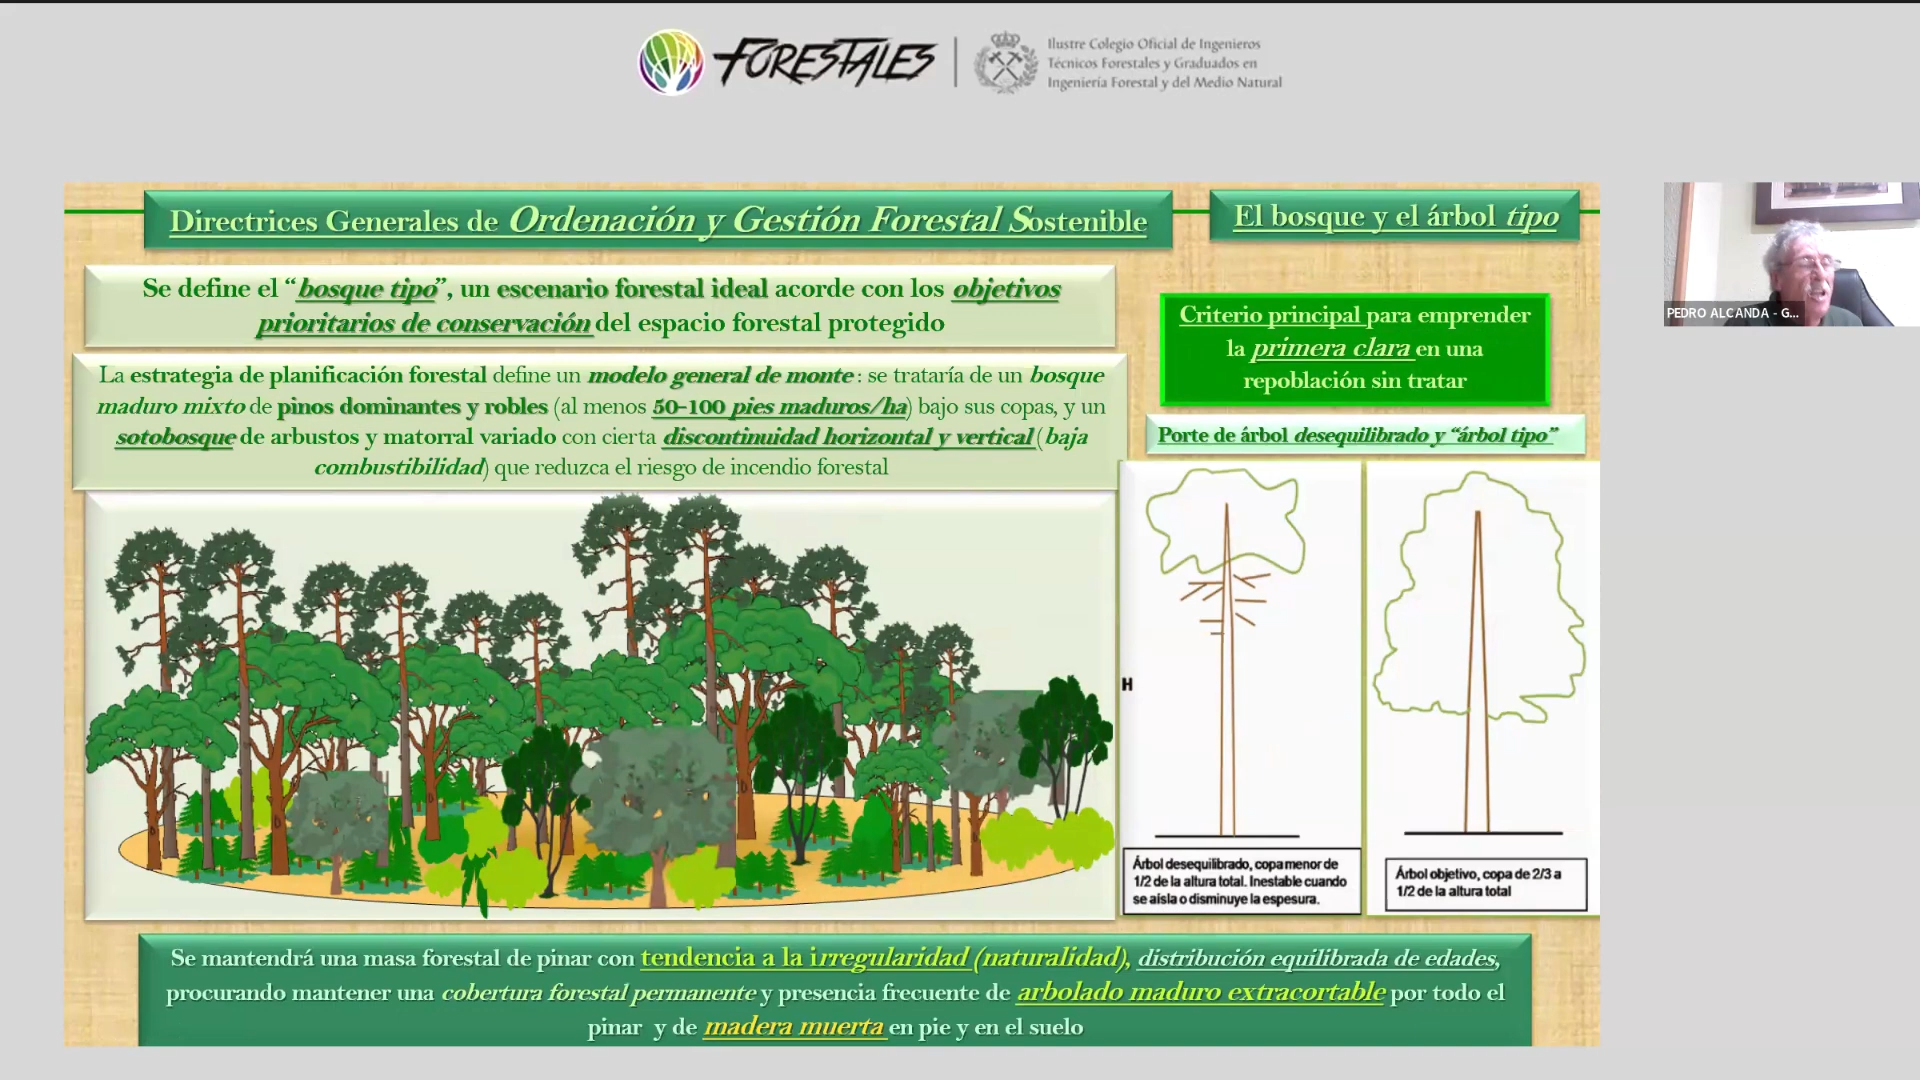 FORESTALES
Ilustre Colegio Oficial de Ingenieros
Técnicos Forestales y Graduados en
Ingeniería Forestal y del Medio Natural
Directrices Generales de Ordenación y Gestión Forestal Sostenible
El bosque y el árbol tipo
Se define el “bosque tipo”, un escenario forestal ideal acorde con los objetivos
prioritarios de conservación del espacio forestal protegido
La estrategia de planificación forestal define un modelo general de monte: se trataría de un bosque
maduro mixto de pinos dominantes y robles (al menos 50-100 pies maduros/ha) bajo sus copas, y un
sotobosque de arbustos y matorral variado con cierta discontinuidad horizontal y vertical (baja
combustibilidad) que reduzca el riesgo de incendio forestal
Criterio principal para emprender
la primera clara en una
repoblación sin tratar
Porte de árbol desequilibrado y “árbol tipo”
H
Árbol desequilibrado, copa menor de
1/2 de la altura total. Inestable cuando
se aísla o disminuye la espesura.
Árbol objetivo, copa de 2/3 a
1/2 de la altura total
Se mantendrá una masa forestal de pinar con tendencia a la irregularidad (naturalidad), distribución equilibrada de edades,
procurando mantener una cobertura forestal permanente y presencia frecuente de arbolado maduro extracortable por todo el
pinar y de madera muerta en pie y en el suelo
PEDRO ALCANDA - G...